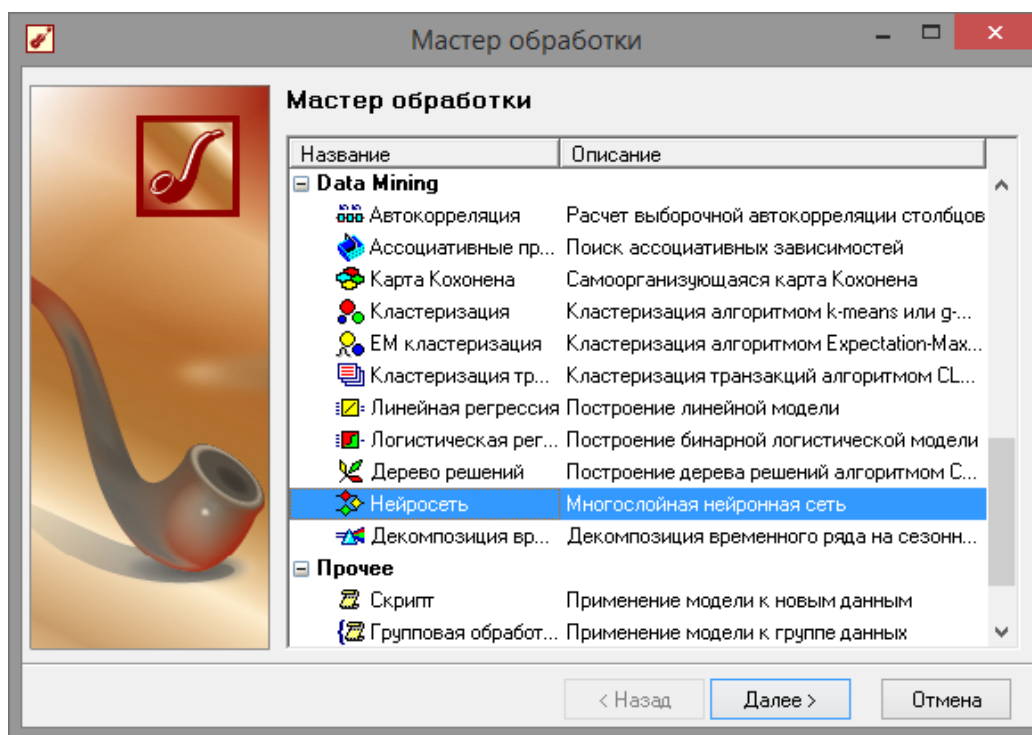 Мастер обработки
Мастер обработки
Название Описание
Data Mining
Автокорреляция Расчет выборочной автокорреляции столбцов
Ассоциативные пр... Поиск ассоциативных зависимостей
Карта Кохонена Самоорганизующаяся карта Кохонена
Кластеризация Кластеризация алгоритмом k-means или g-...
EM кластеризация Кластеризация алгоритмом Expectation-Max...
Кластеризация тр... Кластеризация транзакций алгоритмом CL...
Линейная регрессия Построение линейной модели
Логистическая рег... Построение бинарной логистической модели
Дерево решений Построение дерева решений алгоритмом C...
Нейросеть Многослойная нейронная сеть
Декомпозиция вр... Декомпозиция временного ряда на сезонн...
Прочее
Скрипт Применение модели к новым данным
Групповая обработ... Применение модели к группе данных
< Назад Далее > Отмена